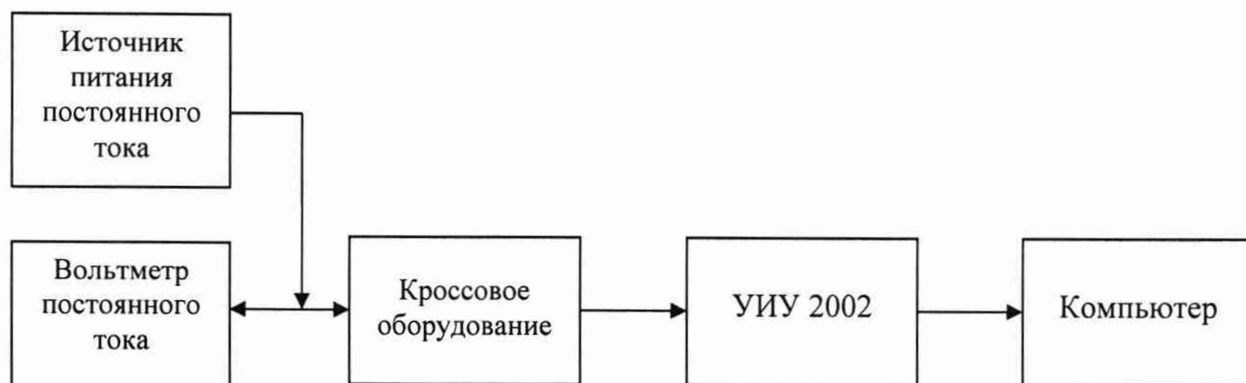 Источник
питания
постоянного
тока
Вольтметр
постоянного
тока
Кроссовое
оборудование
УИУ 2002
Компьютер